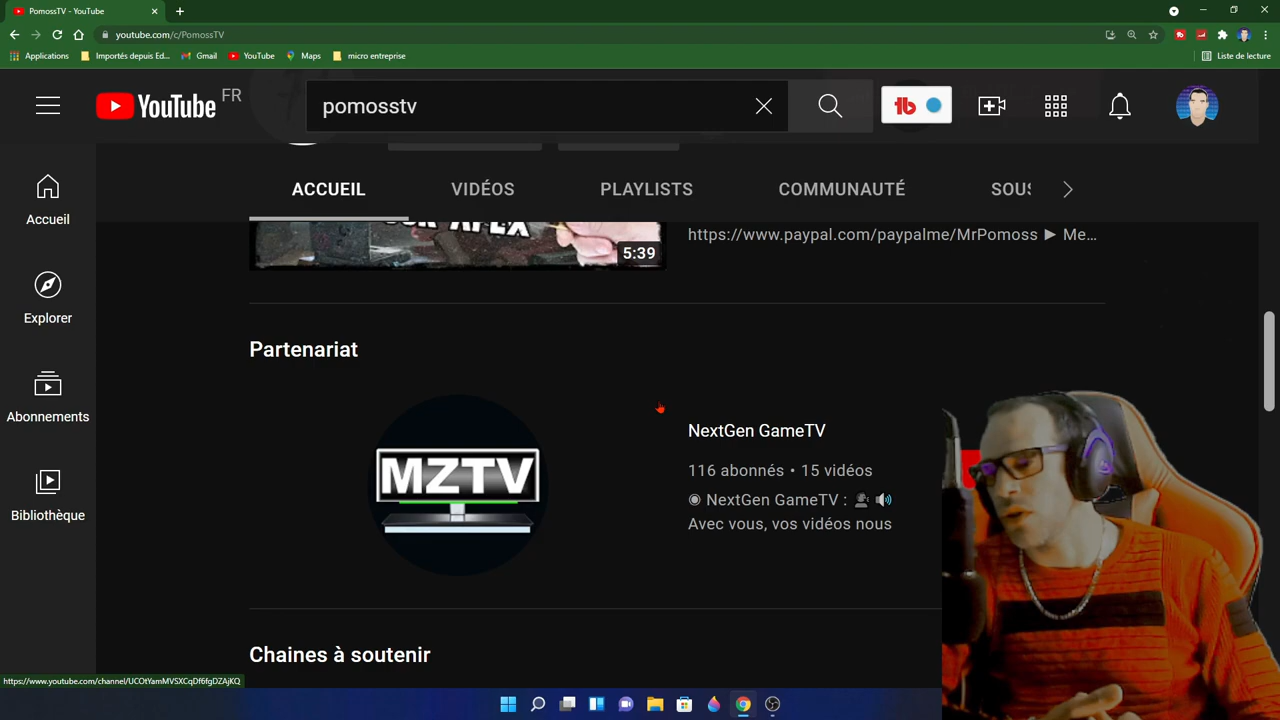 PomossTV - YouTube
youtube.com/c/PomossTV
Applications
Importés depuis Ed...
Gmail
YouTube
Maps
micro entreprise
Liste de lecture
YouTube FR
pomosstv
Accueil
Explorer
Abonnements
Bibliothèque
ACCUEIL
VIDÉOS
PLAYLISTS
COMMUNAUTÉ
SOUS
SUR APEX
5:39
https://www.paypal.com/paypalme/MrPomoss ► Me...
Partenariat
MZTV
NextGen GameTV
116 abonnés • 15 vidéos
◉ NextGen GameTV : 👤 🔊
Avec vous, vos vidéos nous
Chaines à soutenir
https://www.youtube.com/channel/UCOtYamMVSXCqDf6fgDZAjKQ